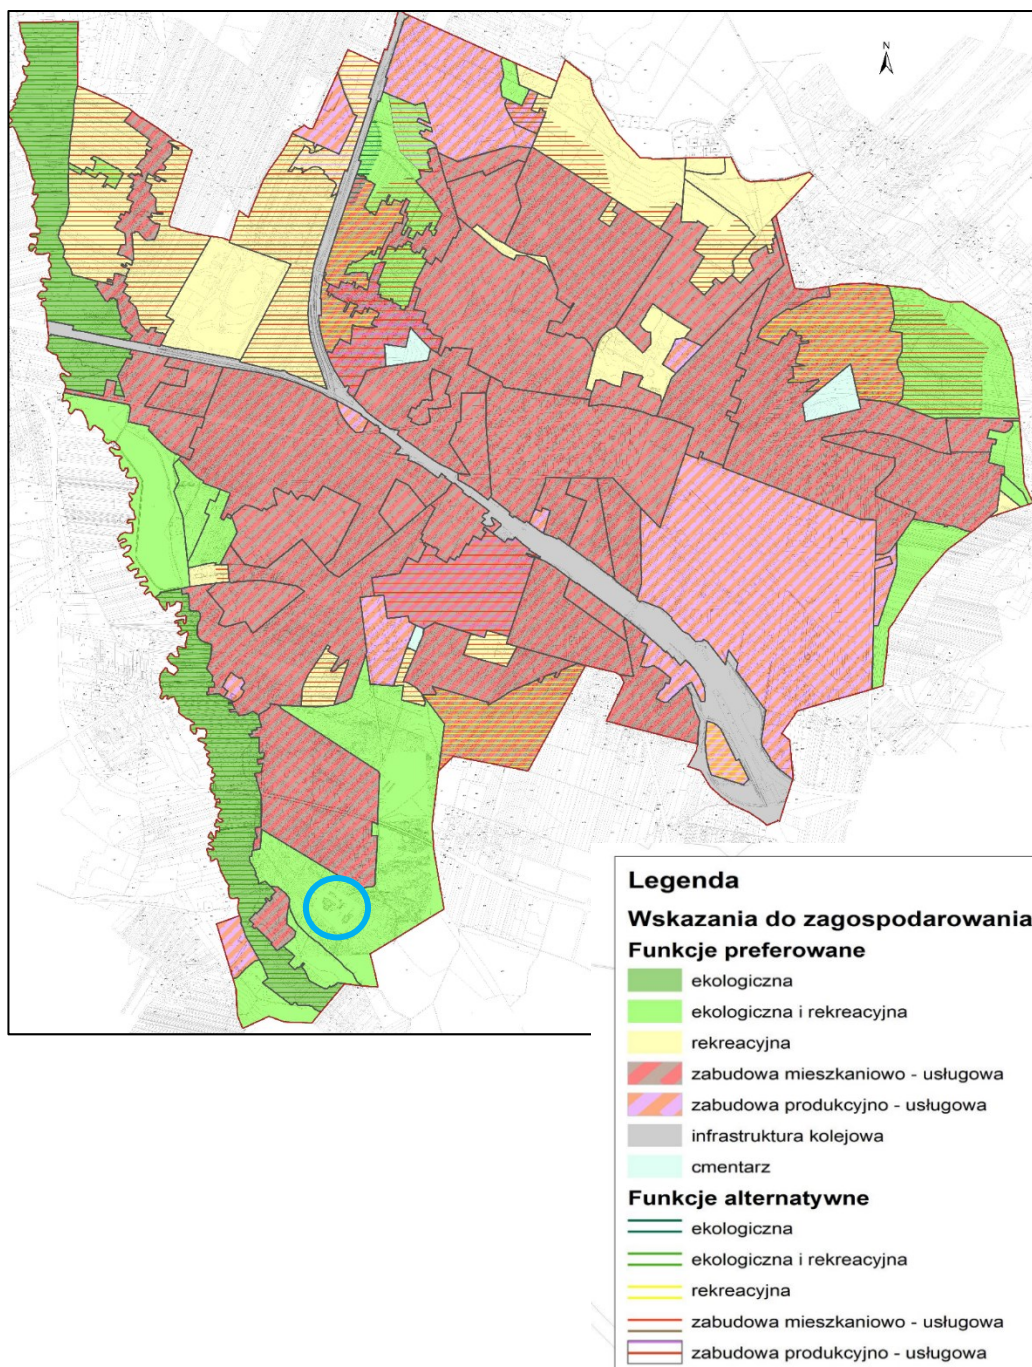 N
Legenda
Wskazania do zagospodarowania
Funkcje preferowane
ekologiczna
ekologiczna i rekreacyjna
rekreacyjna
zabudowa mieszkaniowo - usługowa
zabudowa produkcyjno - usługowa
infrastruktura kolejowa
cmentarz
Funkcje alternatywne
ekologiczna
ekologiczna i rekreacyjna
rekreacyjna
zabudowa mieszkaniowo - usługowa
zabudowa produkcyjno - usługowa